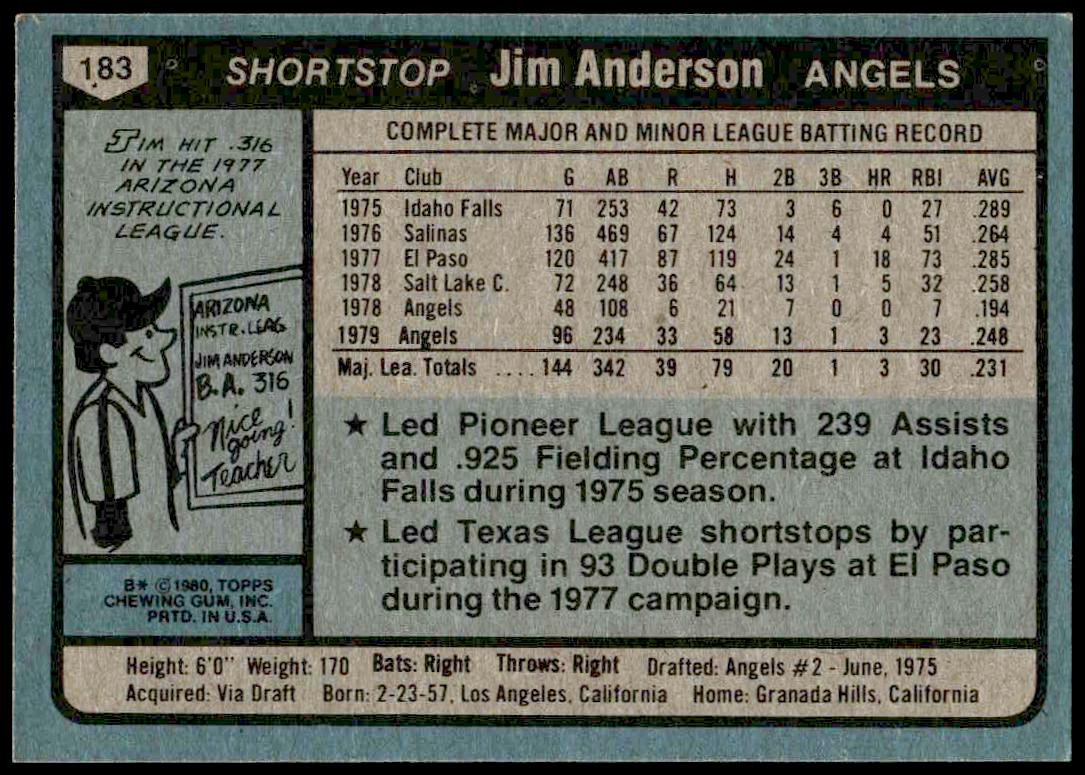 183 SHORTSTOP Jim Anderson ANGELS
JIM HIT .316
IN THE 1977
ARIZONA
INSTRUCTIONAL
LEAGUE.
ARIZONA
INSTR. LEAG
JIM ANDERSON
B.A. 316
Nice
going!
Teacher
B* © 1980, TOPPS
CHEWING GUM, INC.
PRTD. IN U.S.A.
COMPLETE MAJOR AND MINOR LEAGUE BATTING RECORD
Year Club G AB R H 2B 3B HR RBI AVG
1975 Idaho Falls 71 253 42 73 3 6 0 27 .289
1976 Salinas 136 469 67 124 14 4 4 51 .264
1977 El Paso 120 417 87 119 24 1 18 73 .285
1978 Salt Lake C. 72 248 36 64 13 1 5 32 .258
1978 Angels 48 108 6 21 7 0 0 7 .194
1979 Angels 96 234 33 58 13 1 3 23 .248
Maj. Lea. Totals .... 144 342 39 79 20 1 3 30 .231
★ Led Pioneer League with 239 Assists
and .925 Fielding Percentage at Idaho
Falls during 1975 season.
★ Led Texas League shortstops by par-
ticipating in 93 Double Plays at El Paso
during the 1977 campaign.
Height: 6'0" Weight: 170 Bats: Right Throws: Right Drafted: Angels #2 - June, 1975
Acquired: Via Draft Born: 2-23-57, Los Angeles, California Home: Granada Hills, California